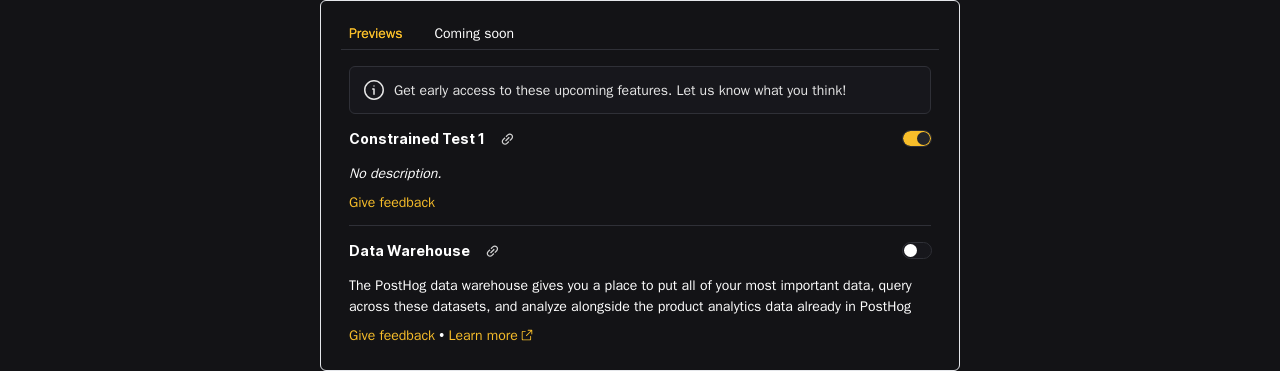 Previews Coming soon
Get early access to these upcoming features. Let us know what you think!
Constrained Test 1
No description.
Give feedback
Data Warehouse
The PostHog data warehouse gives you a place to put all of your most important data, query
across these datasets, and analyze alongside the product analytics data already in PostHog
Give feedback • Learn more